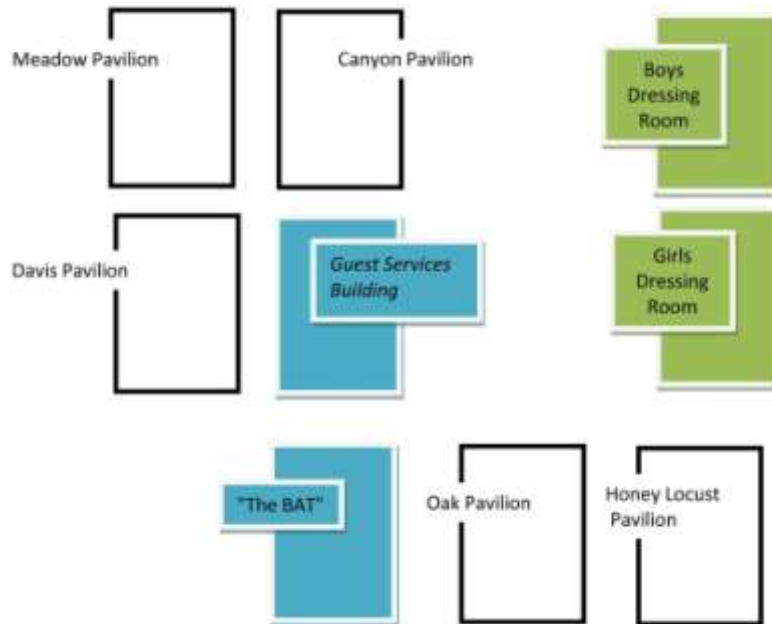 Meadow Pavilion
Canyon Pavilion
Boys
Dressing
Room
Davis Pavilion
Guest Services
Building
Girls
Dressing
Room
"The BAT"
Oak Pavilion
Honey Locust
Pavilion